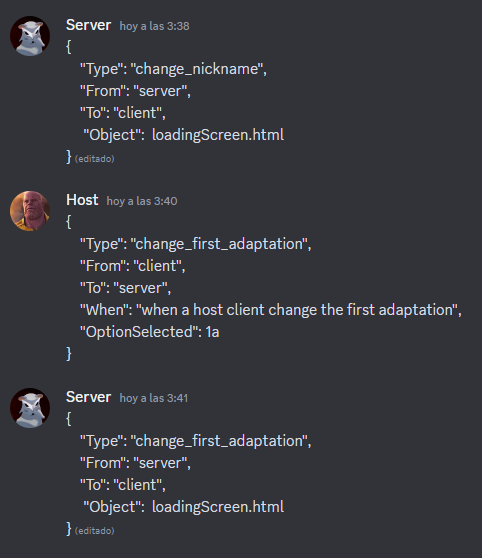 Server hoy a las 3:38
{
"Type": "change_nickname",
"From": "server",
"To": "client",
"Object": loadingScreen.html
} (editado)
Host hoy a las 3:40
{
"Type": "change_first_adaptation",
"From": "client",
"To": "server",
"When": "when a host client change the first adaptation",
"OptionSelected": 1a
}
Server hoy a las 3:41
{
"Type": "change_first_adaptation",
"From": "server",
"To": "client",
"Object": loadingScreen.html
} (editado)